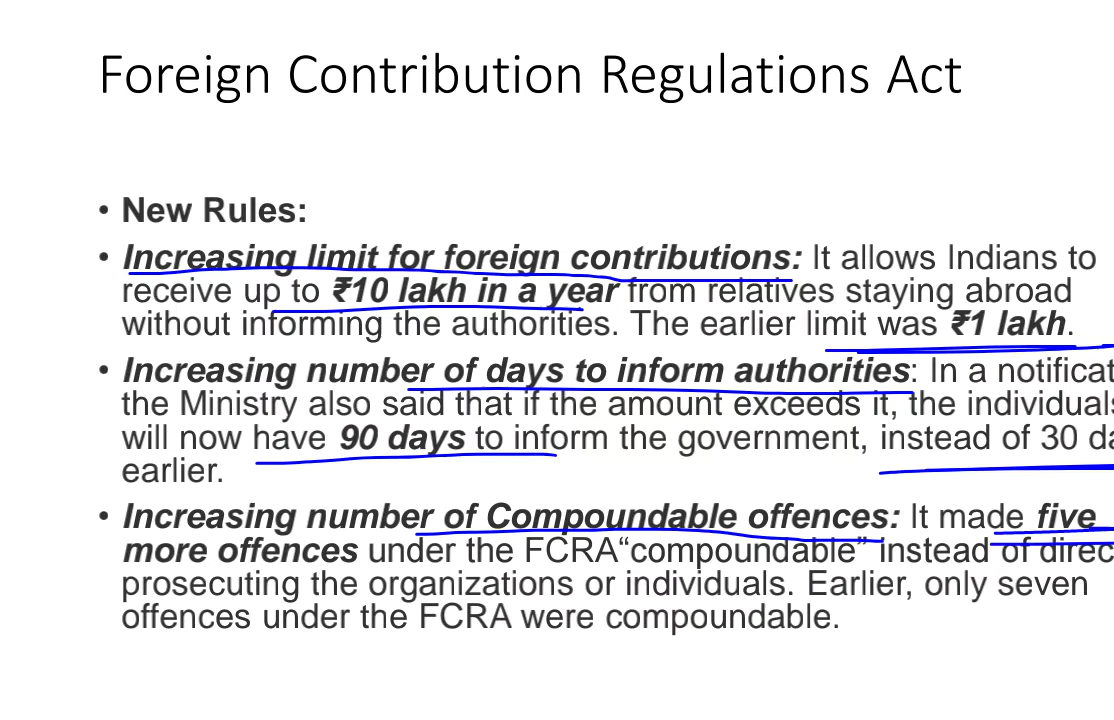 Foreign Contribution Regulations Act
• New Rules:
• Increasing limit for foreign contributions: It allows Indians to
receive up to ₹10 lakh in a year from relatives staying abroad
without informing the authorities. The earlier limit was ₹1 lakh.
• Increasing number of days to inform authorities: In a
the Ministry also said that if the amount exceeds it, the
will now have 90 days to inform the government, instead of 30
earlier.
• Increasing number of Compoundable offences: It made five
more offences under the FCRA“compoundable” instead of
prosecuting the organizations or individuals. Earlier, only seven
offences under the FCRA were compoundable.